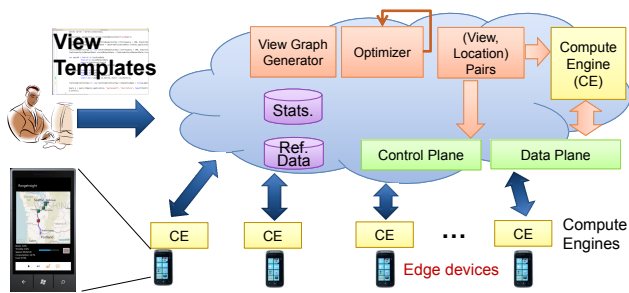 View
Templates
View Graph
Generator
Optimizer
(View,
Location)
Pairs
Compute
Engine
(CE)
Stats.
Ref.
Data
Control Plane
Data Plane
CE
CE
CE
...
CE
Compute
Engines
Edge devices